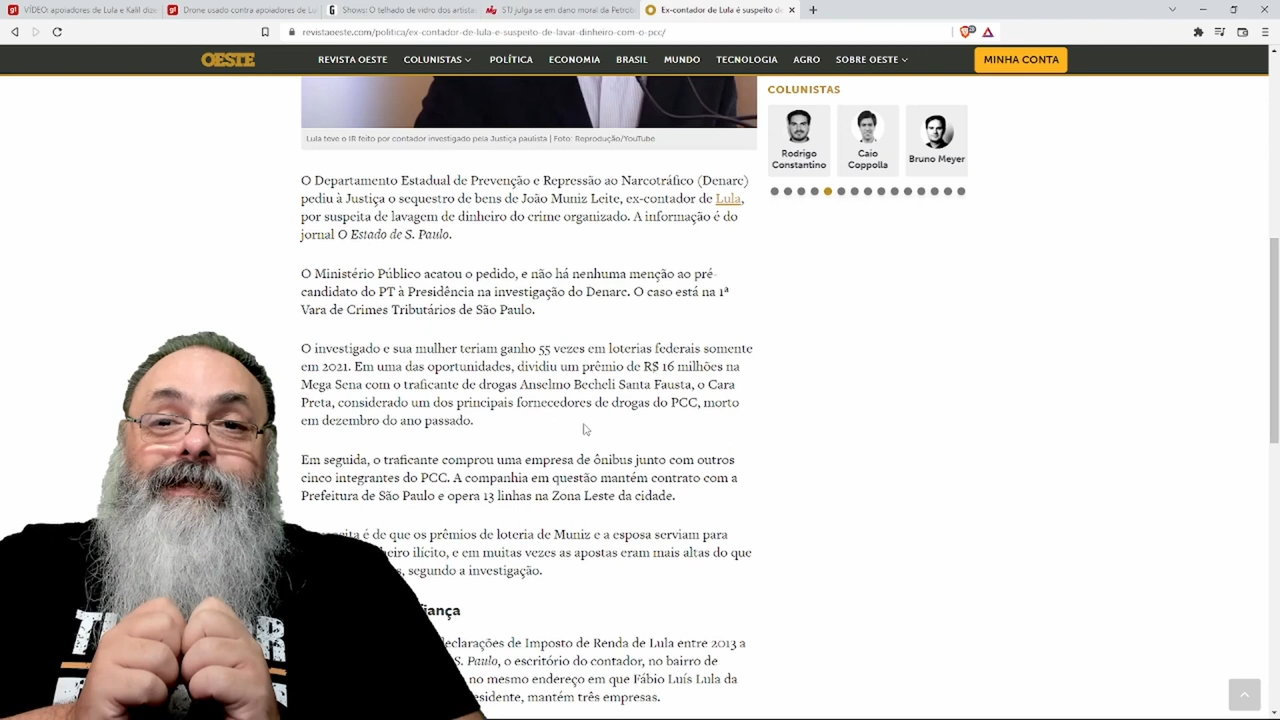 VÍDEO: apoiadores de Lula e Kalil dize
Drone usado contra apoiadores de Lu
Shows: O telhado de vidro dos artista
STJ julga se em dano moral da Petrob
Ex-contador de Lula é suspeito de
revistaoeste.com/politica/ex-contador-de-lula-e-suspeito-de-lavar-dinheiro-com-o-pcc/
OESTE
REVISTA OESTE
COLUNISTAS
POLÍTICA
ECONOMIA
BRASIL
MUNDO
TECNOLOGIA
AGRO
SOBRE OESTE
MINHA CONTA
Lula teve o IR feito por contador investigado pela Justiça paulista | Foto: Reprodução/YouTube
O Departamento Estadual de Prevenção e Repressão ao Narcotráfico (Denarc)
pediu à Justiça o sequestro de bens de João Muniz Leite, ex-contador de Lula,
por suspeita de lavagem de dinheiro do crime organizado. A informação é do
jornal O Estado de S. Paulo.
O Ministério Público acatou o pedido, e não há nenhuma menção ao pré-
candidato do PT à Presidência na investigação do Denarc. O caso está na 1ª
Vara de Crimes Tributários de São Paulo.
O investigado e sua mulher teriam ganho 55 vezes em loterias federais somente
em 2021. Em uma das oportunidades, dividiu um prêmio de R$ 16 milhões na
Mega Sena com o traficante de drogas Anselmo Becheli Santa Fausta, o Cara
Preta, considerado um dos principais fornecedores de drogas do PCC, morto
em dezembro do ano passado.
Em seguida, o traficante comprou uma empresa de ônibus junto com outros
cinco integrantes do PCC. A companhia em questão mantém contrato com a
Prefeitura de São Paulo e opera 13 linhas na Zona Leste da cidade.
é de que os prêmios de loteria de Muniz e a esposa serviam para
ilícito, e em muitas vezes as apostas eram mais altas do que
segundo a investigação.
eclarações de Imposto de Renda de Lula entre 2013 a
S. Paulo, o escritório do contador, no bairro de
no mesmo endereço em que Fábio Luís Lula da
mantém três empresas.
COLUNISTAS
Rodrigo
Constantino
Caio
Coppolla
Bruno Meyer